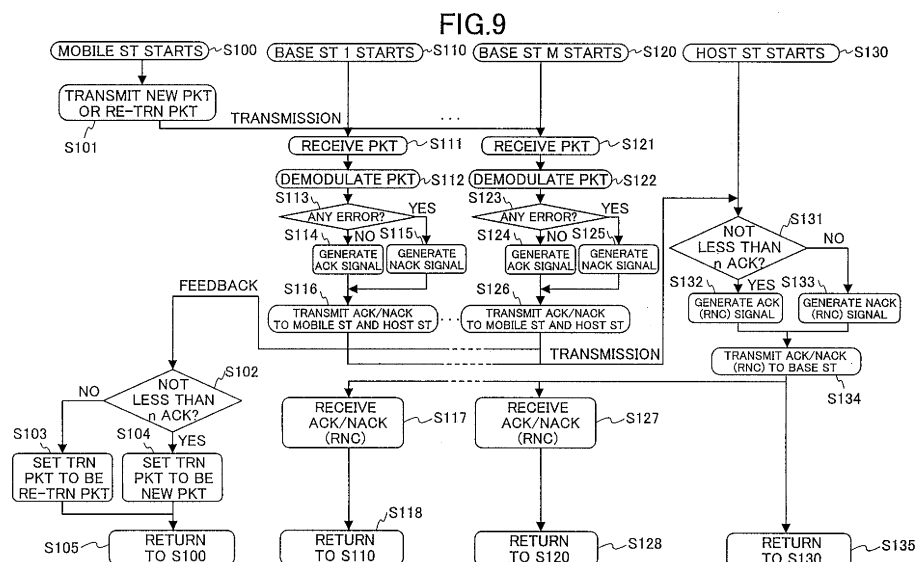 FIG.9
MOBILE ST STARTS
S100
BASE ST 1 STARTS
S110
BASE ST M STARTS
S120
HOST ST STARTS
S130
TRANSMIT NEW PKT
OR RE-TRN PKT
S101
TRANSMISSION
. . .
RECEIVE PKT
S111
RECEIVE PKT
S121
DEMODULATE PKT
S112
DEMODULATE PKT
S122
S113
ANY ERROR?
YES
S123
ANY ERROR?
YES
S114
NO
S115
S124
NO
S125
GENERATE
ACK SIGNAL
GENERATE
NACK SIGNAL
GENERATE
ACK SIGNAL
GENERATE
NACK SIGNAL
S131
NOT
LESS THAN
n ACK?
NO
S132
YES
S133
GENERATE ACK
(RNC) SIGNAL
GENERATE NACK
(RNC) SIGNAL
FEEDBACK
S116
S126
TRANSMIT ACK/NACK
TO MOBILE ST AND HOST ST
. . .
TRANSMIT ACK/NACK
TO MOBILE ST AND HOST ST
TRANSMISSION
TRANSMIT ACK/NACK
(RNC) TO BASE ST
S134
S102
NOT
LESS THAN
n ACK?
NO
YES
S103
S104
SET TRN
PKT TO BE
RE-TRN PKT
SET TRN
PKT TO BE
NEW PKT
RECEIVE
ACK/NACK
(RNC)
S117
RECEIVE
ACK/NACK
(RNC)
S127
S105
RETURN
TO S100
RETURN
TO S110
S118
RETURN
TO S120
S128
RETURN
TO S130
S135